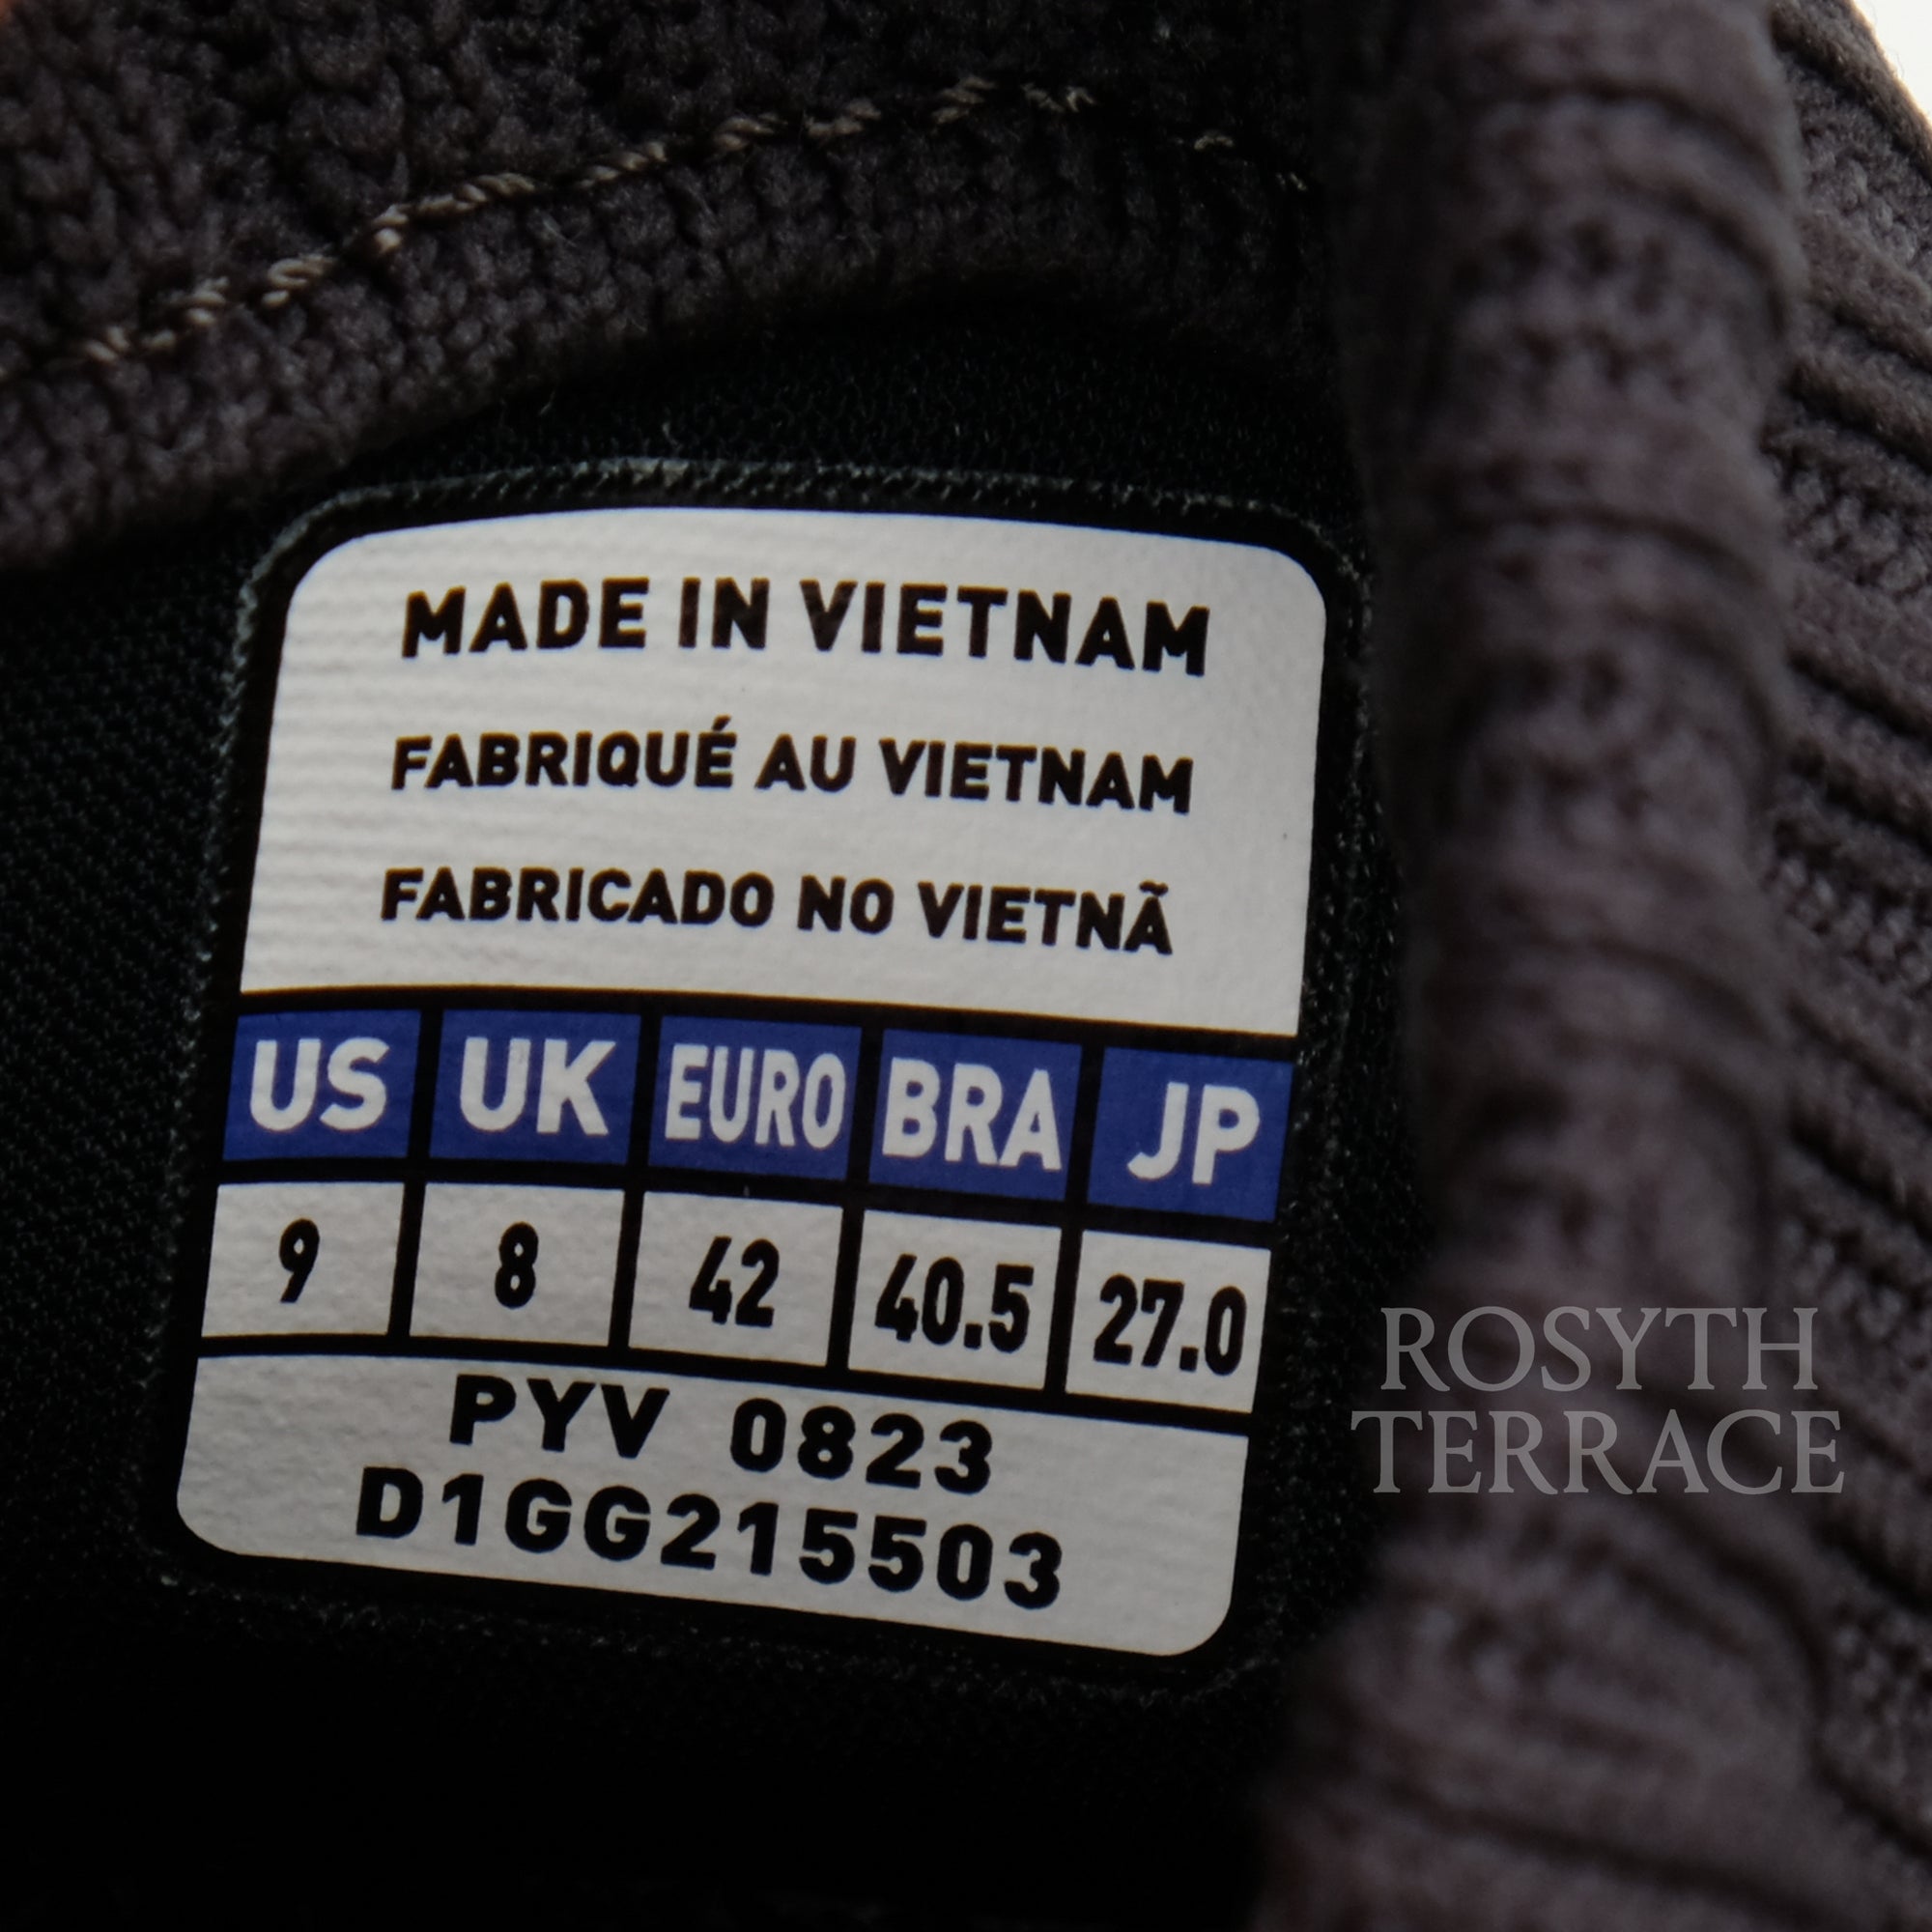 MADE IN VIETNAM
FABRIQUÉ AU VIETNAM
FABRICADO NO VIETNÃ
US UK EURO BRA JP
9 8 42 40.5 27.0
PYV 0823
D1GG215503
ROSYTH
TERRACE